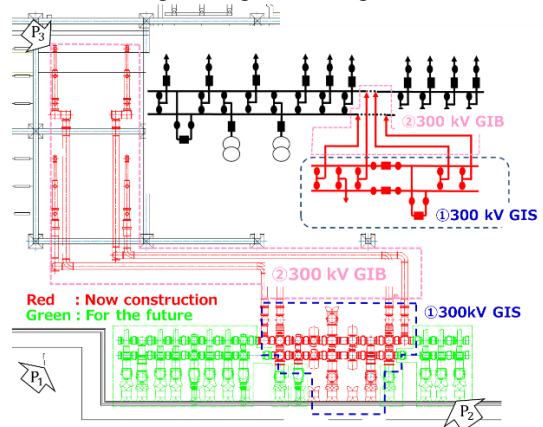 P3
②300 kV GIB
①300 kV GIS
②300 kV GIB
Red : Now construction
Green : For the future
①300kV GIS
P1
P2